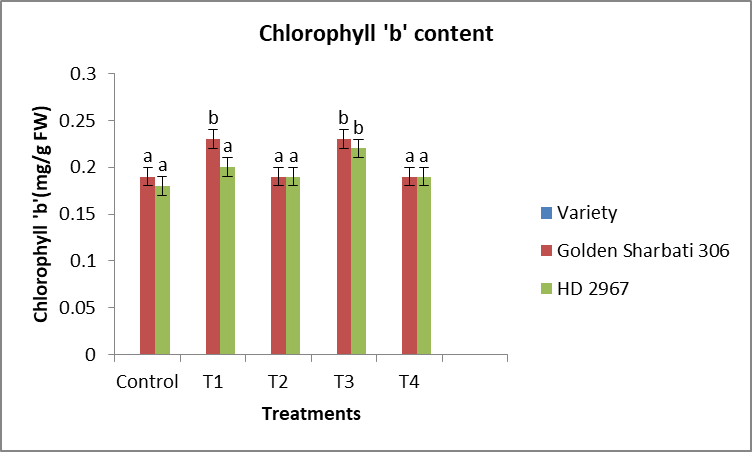 Chlorophyll 'b' content
Chlorophyll 'b'(mg/g FW)
0.3
0.25
0.2
0.15
0.1
0.05
0
a a b a a a b b a a
Control T1 T2 T3 T4
Treatments
Variety
Golden Sharbati 306
HD 2967